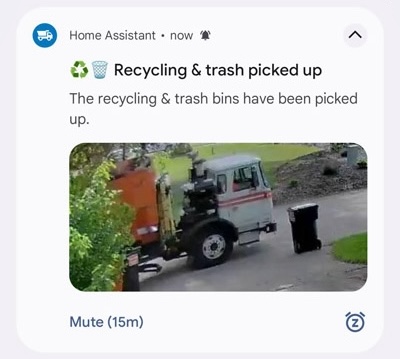 Home Assistant • now
♻️🗑️ Recycling & trash picked up
The recycling & trash bins have been picked
up.
Mute (15m)